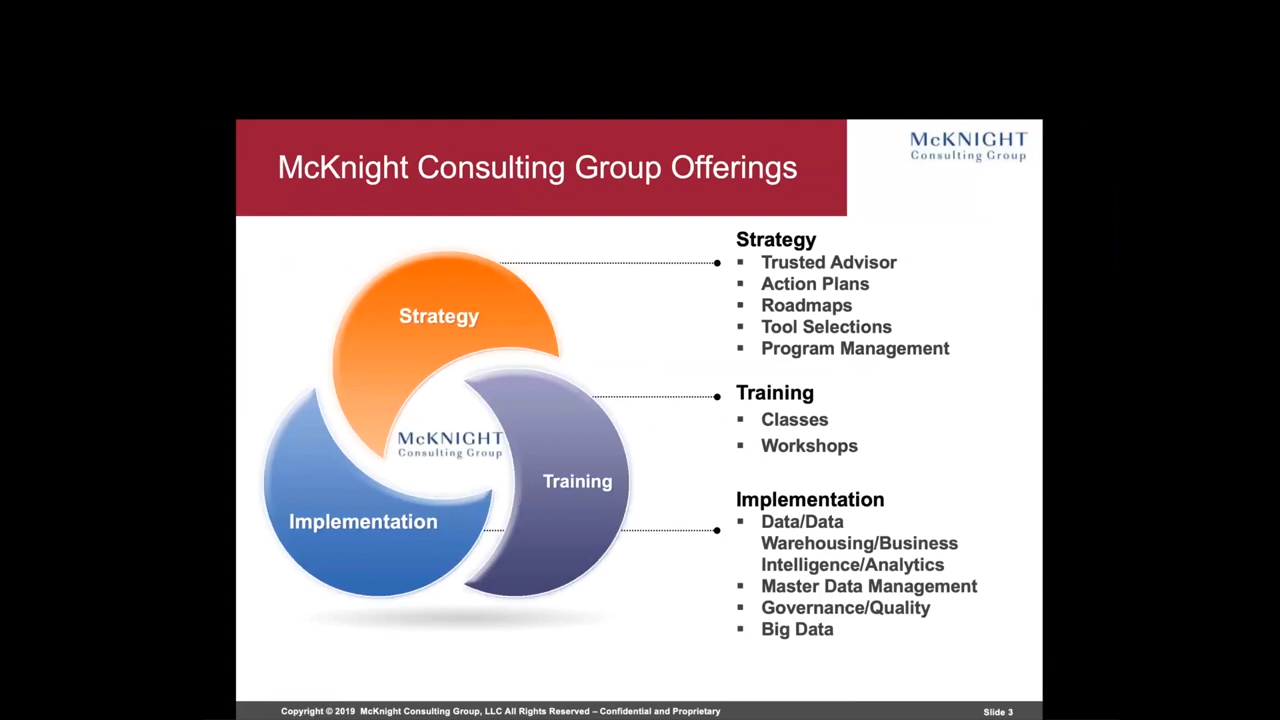 McKnight Consulting Group Offerings
McKNIGHT
Consulting Group
Strategy
Training
Implementation
McKNIGHT
Consulting Group
Strategy
▪ Trusted Advisor
▪ Action Plans
▪ Roadmaps
▪ Tool Selections
▪ Program Management
Training
▪ Classes
▪ Workshops
Implementation
▪ Data/Data
Warehousing/Business
Intelligence/Analytics
▪ Master Data Management
▪ Governance/Quality
▪ Big Data
Copyright © 2019 McKnight Consulting Group, LLC All Rights Reserved – Confidential and Proprietary
Slide 3